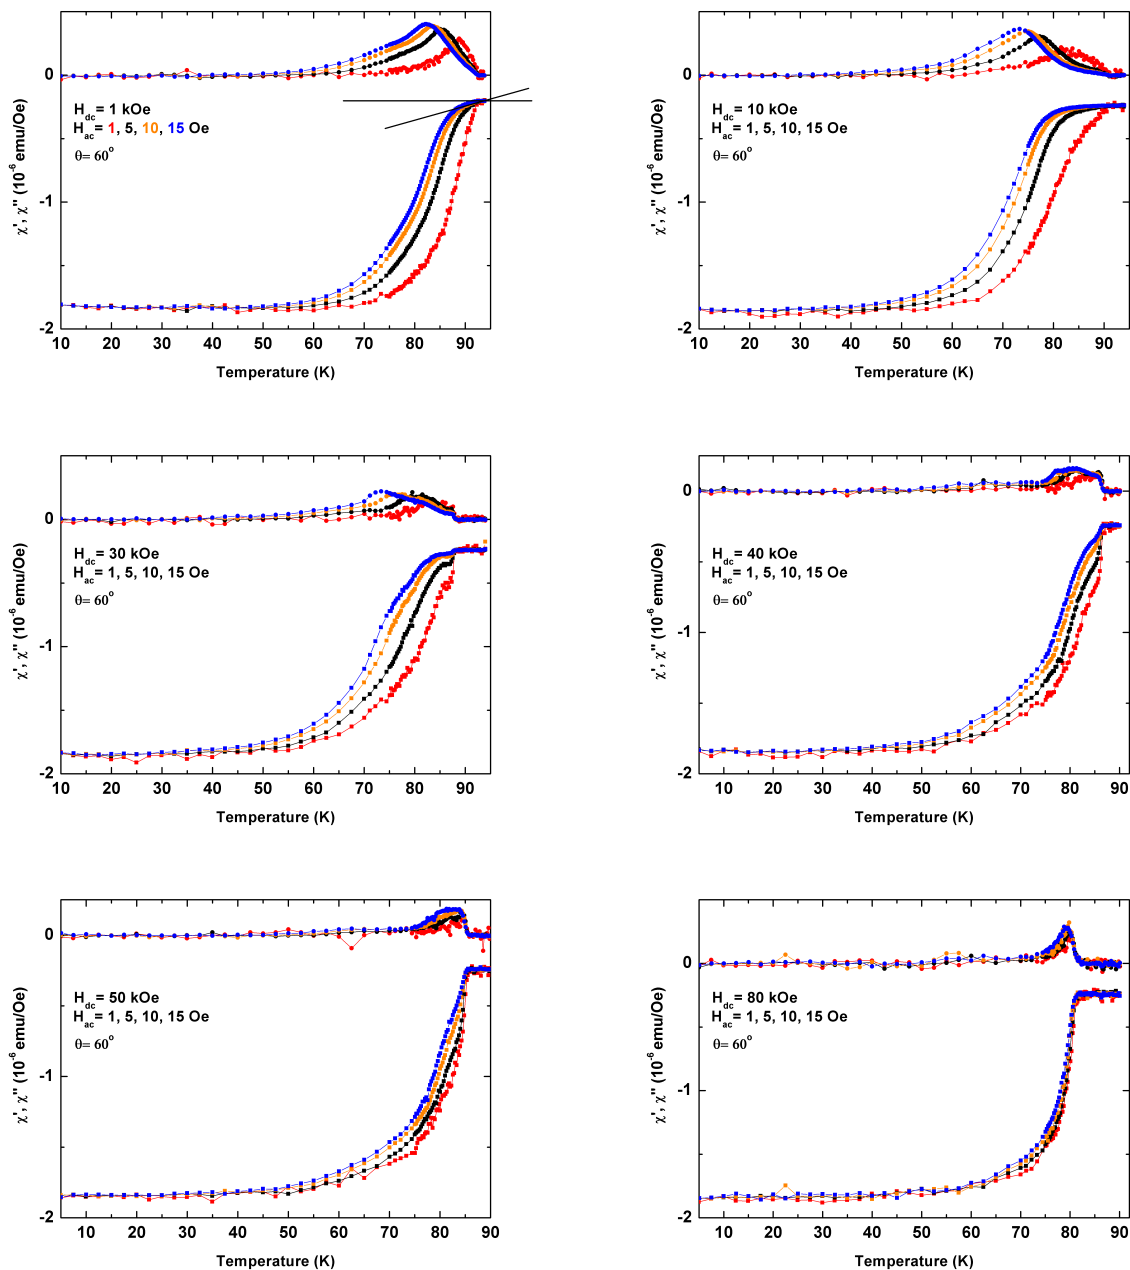 0
-1
-2
χ', χ'' (10⁻⁶ emu/Oe)
H_dc= 1 kOe
H_ac= 1, 5, 10, 15 Oe
θ= 60°
10 20 30 40 50 60 70 80 90
Temperature (K)
0
-1
-2
χ', χ'' (10⁻⁶ emu/Oe)
H_dc= 10 kOe
H_ac= 1, 5, 10, 15 Oe
θ= 60°
10 20 30 40 50 60 70 80 90
Temperature (K)
0
-1
-2
χ', χ'' (10⁻⁶ emu/Oe)
H_dc= 30 kOe
H_ac= 1, 5, 10, 15 Oe
θ= 60°
10 20 30 40 50 60 70 80 90
Temperature (K)
0
-1
-2
χ', χ'' (10⁻⁶ emu/Oe)
H_dc= 40 kOe
H_ac= 1, 5, 10, 15 Oe
θ= 60°
10 20 30 40 50 60 70 80 90
Temperature (K)
0
-1
-2
χ', χ'' (10⁻⁶ emu/Oe)
H_dc= 50 kOe
H_ac= 1, 5, 10, 15 Oe
θ= 60°
10 20 30 40 50 60 70 80 90
Temperature (K)
0
-1
-2
χ', χ'' (10⁻⁶ emu/Oe)
H_dc= 80 kOe
H_ac= 1, 5, 10, 15 Oe
θ= 60°
10 20 30 40 50 60 70 80 90
Temperature (K)